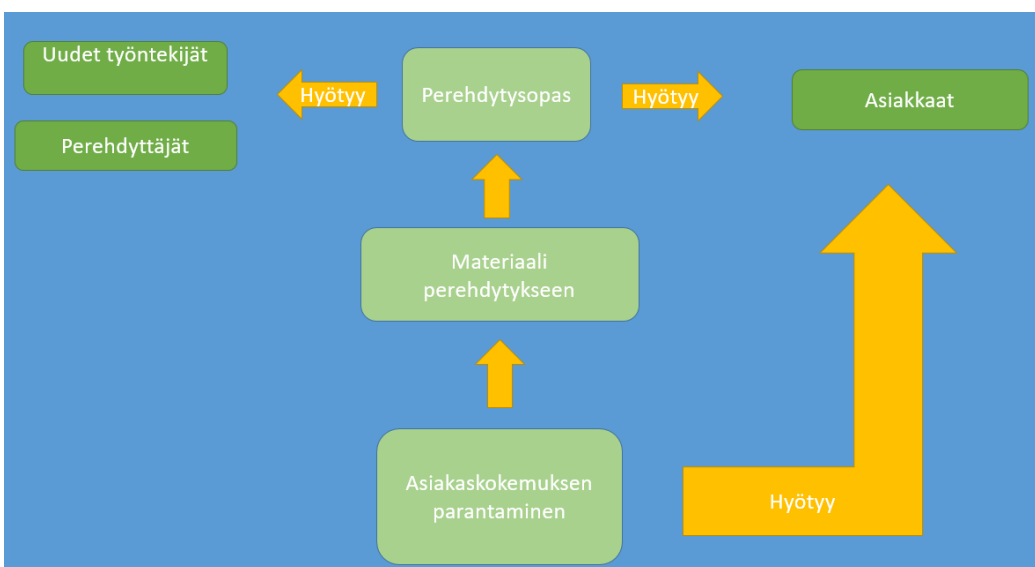 Uudet työntekijät
Perehdyttäjät
Hyötyy
Perehdytysopas
Hyötyy
Asiakkaat
Materiaali
perehdytykseen
Asiakaskokemuksen
parantaminen
Hyötyy